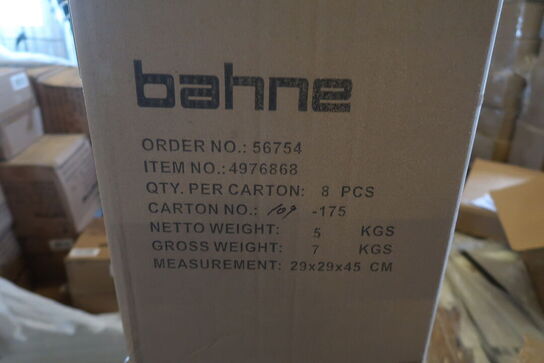 bahne
ORDER NO.: 56754
ITEM NO.: 4976868
QTY. PER CARTON: 8 PCS
CARTON NO.: 109 -175
NETTO WEIGHT: 5 KGS
GROSS WEIGHT: 7 KGS
MEASUREMENT: 29x29x45 CM